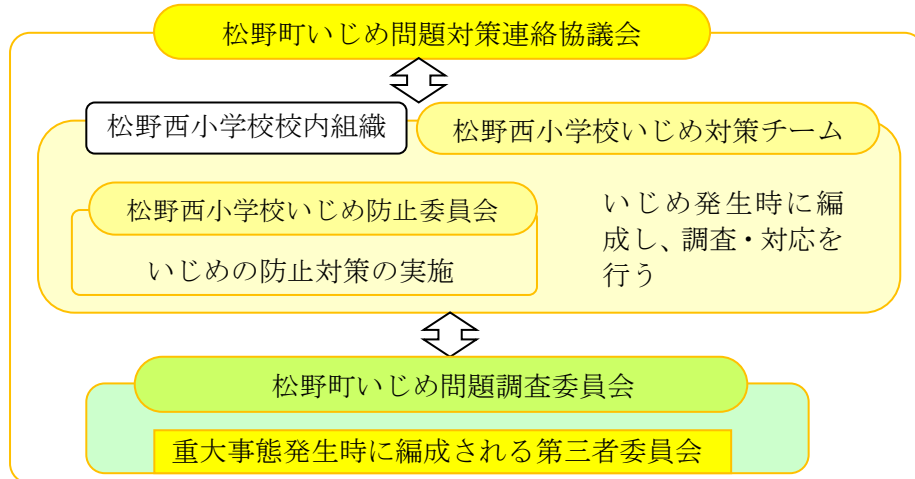 松野町いじめ問題対策連絡協議会
松野西小学校校内組織
松野西小学校いじめ対策チーム
松野西小学校いじめ防止委員会
いじめの防止対策の実施
いじめ発生時に編
成し、調査・対応を
行う
松野町いじめ問題調査委員会
重大事態発生時に編成される第三者委員会